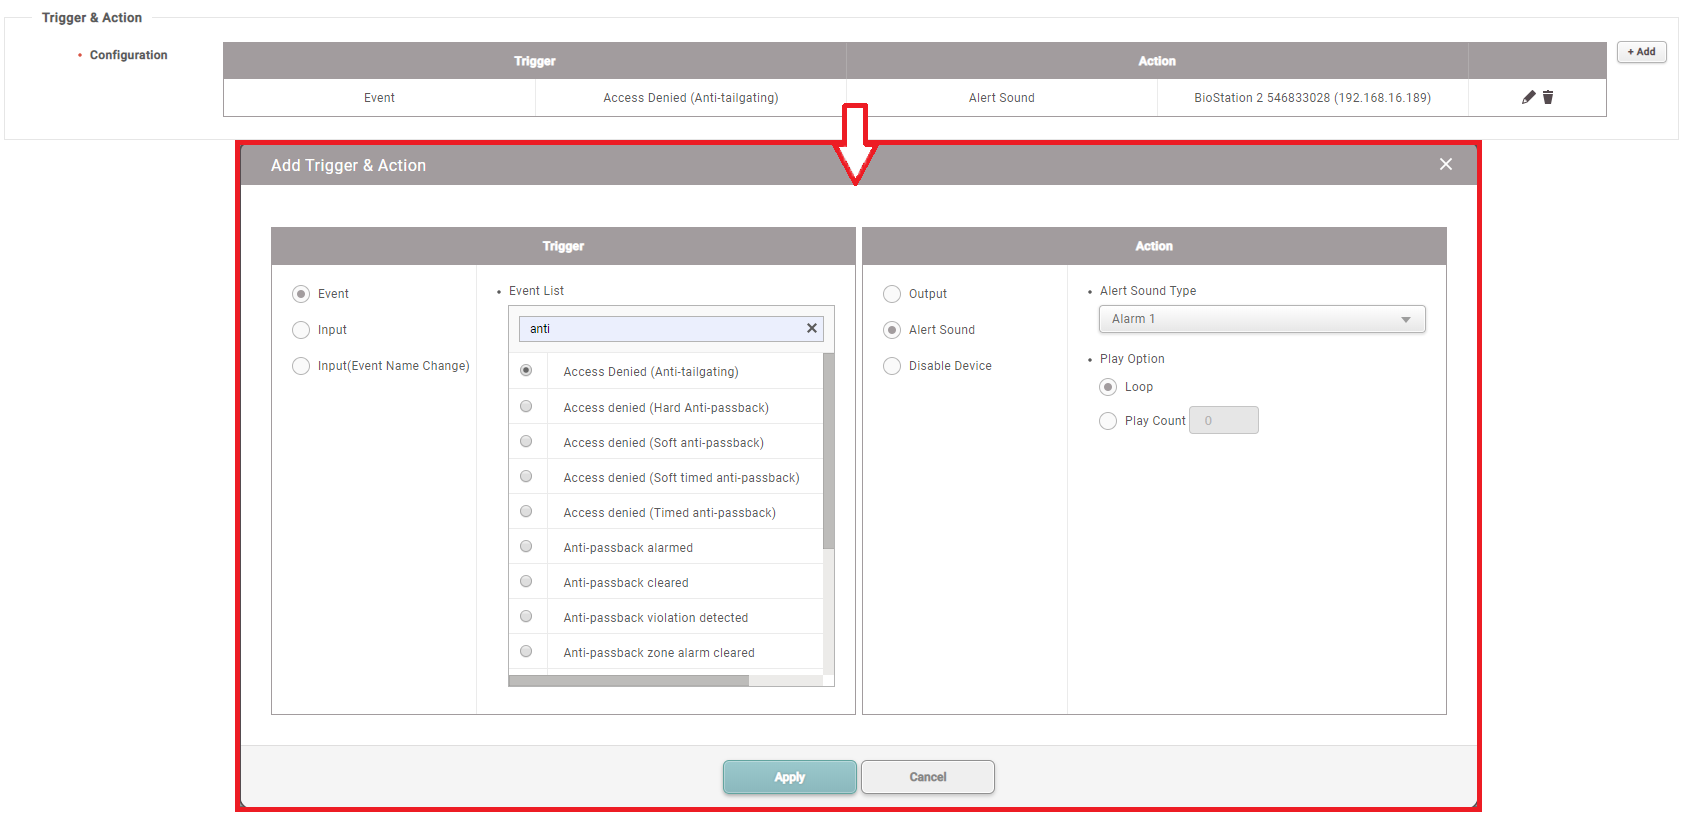 Trigger & Action
• Configuration
Trigger
Action
+ Add
Event
Access Denied (Anti-tailgating)
Alert Sound
BioStation 2 546833028 (192.168.16.189)
Add Trigger & Action
Trigger
Event
Input
Input(Event Name Change)
• Event List
anti
Access Denied (Anti-tailgating)
Access denied (Hard Anti-passback)
Access denied (Soft anti-passback)
Access denied (Soft timed anti-passback)
Access denied (Timed anti-passback)
Anti-passback alarmed
Anti-passback cleared
Anti-passback violation detected
Anti-passback zone alarm cleared
Action
Output
Alert Sound
Disable Device
• Alert Sound Type
Alarm 1
• Play Option
Loop
Play Count 0
Apply
Cancel